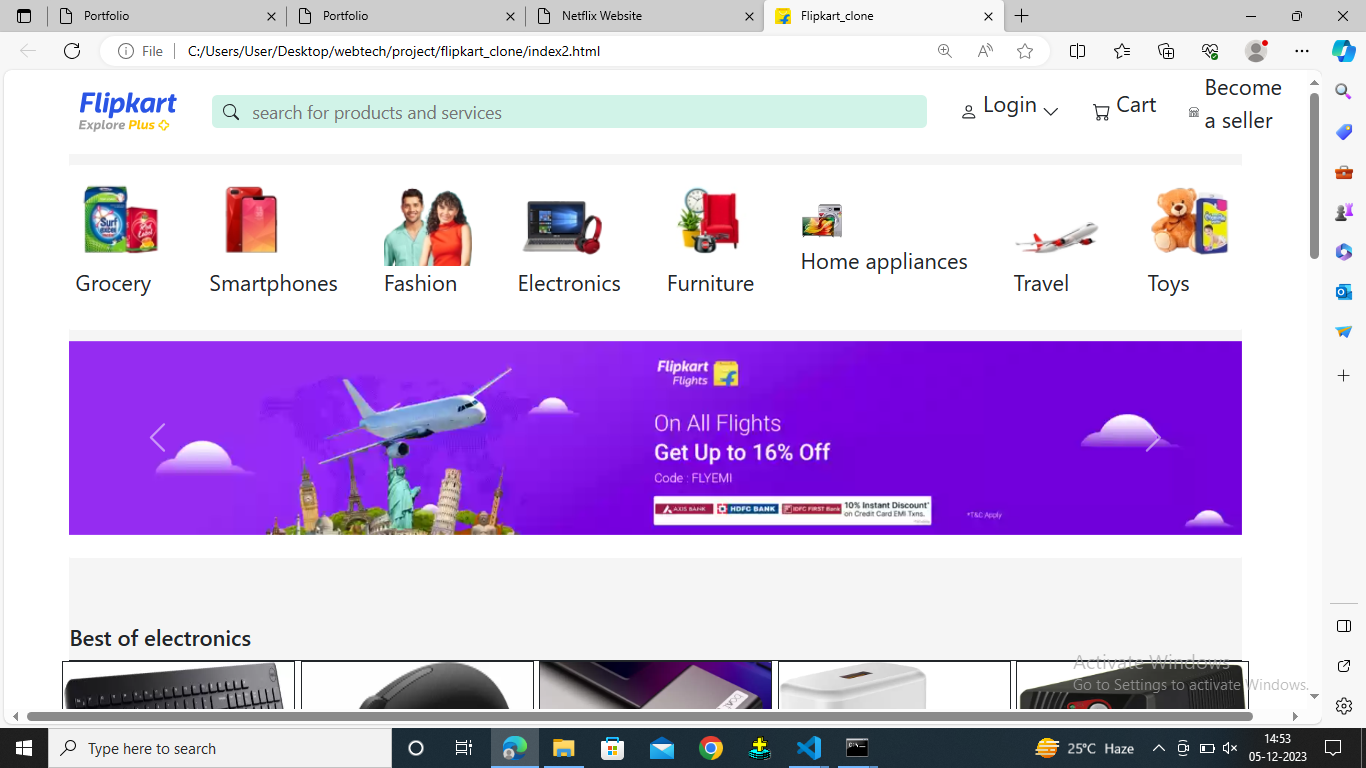 Portfolio
Portfolio
Netflix Website
Flipkart_clone
File
C:/Users/User/Desktop/webtech/project/flipkart_clone/index2.html
Flipkart
Explore Plus
search for products and services
Login
Cart
Become
a seller
Surf
excel
Grocery
Smartphones
Fashion
Electronics
Furniture
Home appliances
Travel
Toys
Flipkart
Flights
On All Flights
Get Up to 16% Off
Code : FLYEMI
AXIS BANK
HDFC BANK
IDFC FIRST Bank
10% Instant Discount*
on Credit Card EMI Txns.
*T&C Apply
Best of electronics
Activate Windows
Go to Settings to activate Windows.
Type here to search
25°C Haze
14:53
05-12-2023